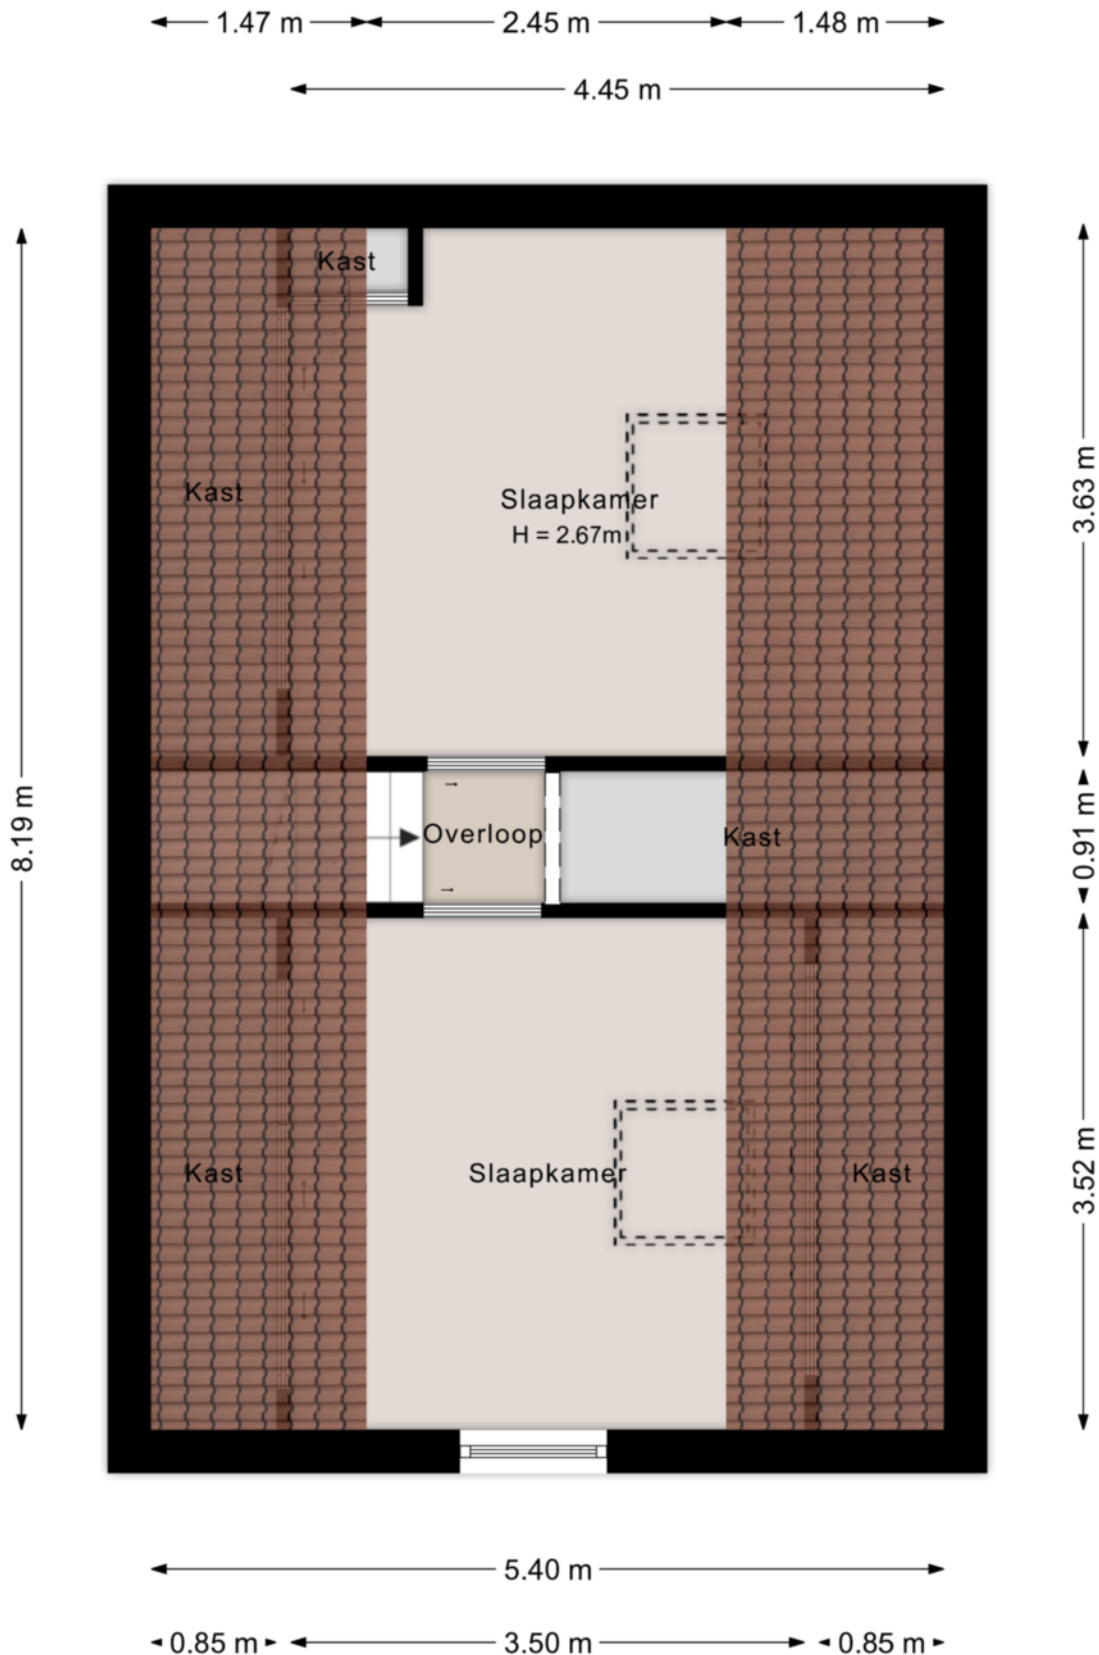 1.47 m
2.45 m
1.48 m
4.45 m
Kast
3.63 m
Kast
Slaapkamer
H = 2.67m
8.19 m
0.91 m
Overloop
Kast
3.52 m
Kast
Slaapkamer
Kast
5.40 m
0.85 m
3.50 m
0.85 m